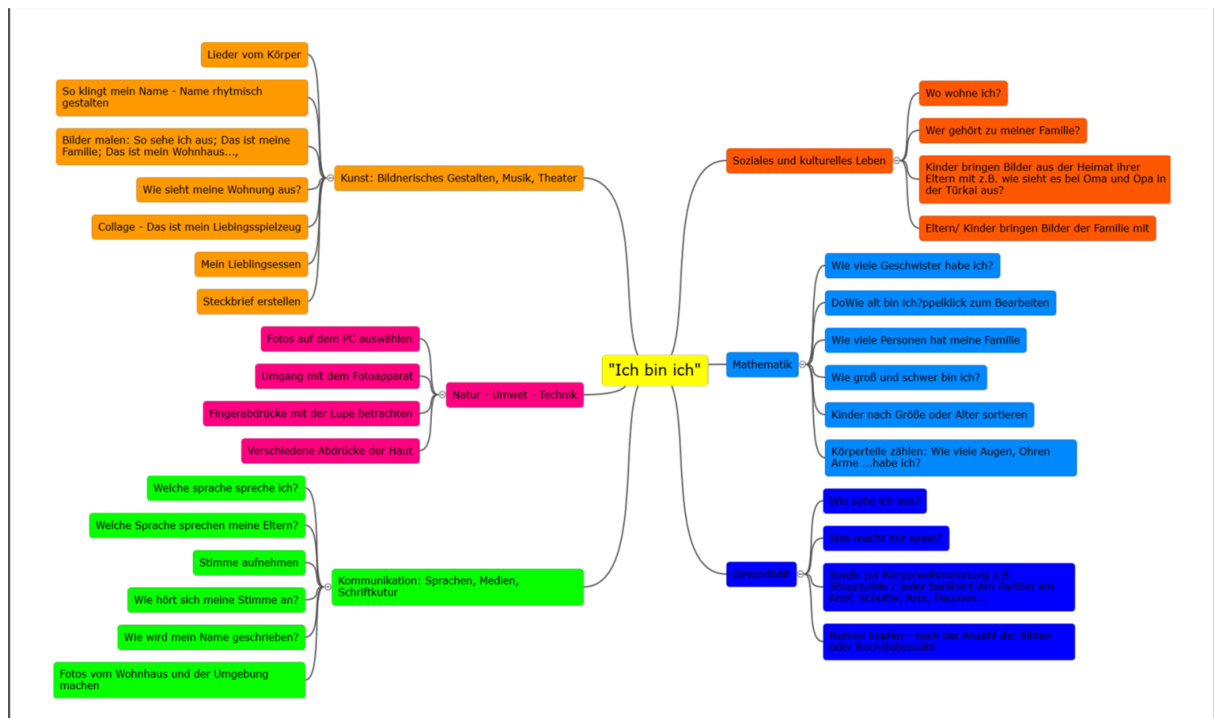 Lieder vom Körper
So klingt mein Name - Name rhytmisch
gestalten
Bilder malen: So sehe ich aus; Das ist meine
Familie; Das ist mein Wohnhaus...,
Wie sieht meine Wohnung aus?
Collage - Das ist mein Liebingsspielzeug
Mein Lieblingsessen
Steckbrief erstellen
Kunst: Bildnerisches Gestalten, Musik, Theater
Fotos auf dem PC auswählen
Umgang mit dem Fotoapparat
Fingerabdrücke mit der Lupe betrachten
Verschiedene Abdrücke der Haut
Natur - Umwet - Technik
Welche sprache spreche ich?
Welche Sprache sprechen meine Eltern?
Stimme aufnehmen
Wie hört sich meine Stimme an?
Wie wird mein Name geschrieben?
Fotos vom Wohnhaus und der Umgebung
machen
Kommunikation: Sprachen, Medien,
Schriftkutur
"Ich bin ich"
Soziales und kulturelles Leben
Wo wohne ich?
Wer gehört zu meiner Familie?
Kinder bringen Bilder aus der Heimat ihrer
Eltern mit z.B. wie sieht es bei Oma und Opa in
der Türkai aus?
Eltern/ Kinder bringen Bilder der Familie mit
Mathematik
Wie viele Geschwister habe ich?
DoWie alt bin ich?ppelklick zum Bearbeiten
Wie viele Personen hat meine Familie
Wie groß und schwer bin ich?
Kinder nach Größe oder Alter sortieren
Körperteile zählen: Wie viele Augen, Ohren
Arme ...habe ich?
Gesundheit
Wie sehe ich aus?
Was macht mir spass?
Spiele zur Körperwahrnehmung z.B.
Stoppspiele / jeder berührt den Partner am
Kopf, Schulter, Arm, Daumen...
Namen hüpfen - nach der Anzahl der Silben
oder Buchstabenzahl